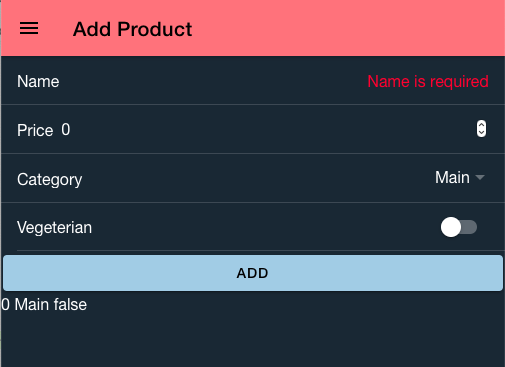 Add Product
Name Name is required
Price 0
Category Main
Vegeterian
ADD
0 Main false